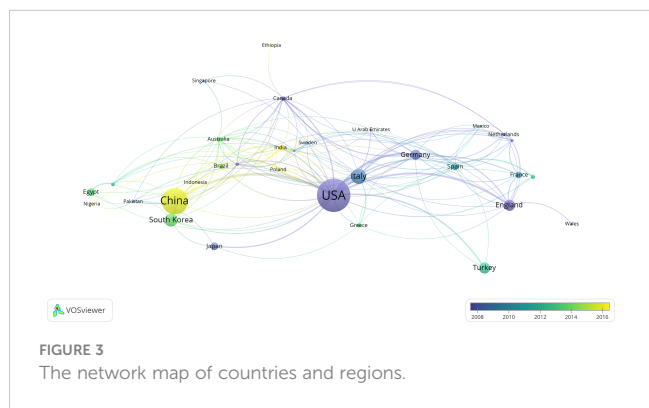 Ethiopia
Singapore
Canada
Mexico
U Arab Emirates
Netherlands
Australia
Sweden
India
Germany
Brazil
Spain
Poland
Italy
France
Indonesia
Egypt
USA
China
Pakistan
Nigeria
England
South Korea
Greece
Wales
Japan
Turkey
VOSviewer
2008 2010 2012 2014 2016
FIGURE 3
The network map of countries and regions.